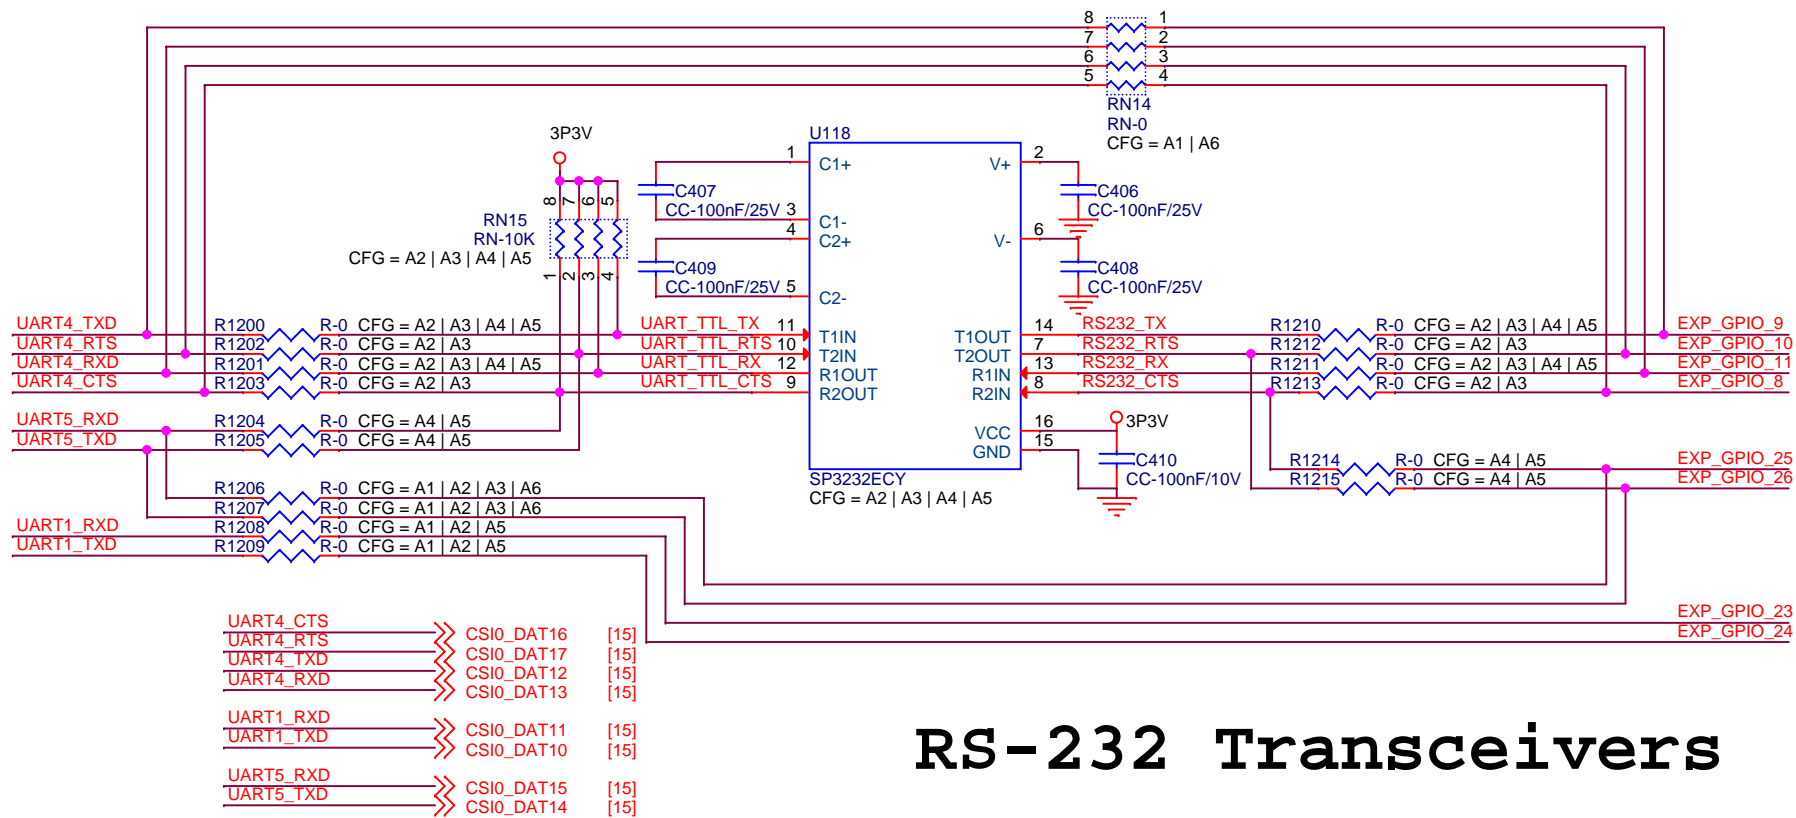 8 1
7 2
6 3
5 4
RN14
RN-0
CFG = A1 | A6
3P3V
U118
1 C1+ V+ 2
C407
CC-100nF/25V
C406
CC-100nF/25V
8 7 6 5
RN15
RN-10K
CFG = A2 | A3 | A4 | A5
1 2 3 4
3 C1-
4 C2+ V- 6
C409
CC-100nF/25V
C408
CC-100nF/25V
5 C2-
UART4_TXD R1200 R-0 CFG = A2 | A3 | A4 | A5 UART_TTL_TX 11 T1IN T1OUT 14 RS232_TX R1210 R-0 CFG = A2 | A3 | A4 | A5 EXP_GPIO_9
UART4_RTS R1202 R-0 CFG = A2 | A3 UART_TTL_RTS 10 T2IN T2OUT 7 RS232_RTS R1212 R-0 CFG = A2 | A3 EXP_GPIO_10
UART4_RXD R1201 R-0 CFG = A2 | A3 | A4 | A5 UART_TTL_RX 12 R1OUT R1IN 13 RS232_RX R1211 R-0 CFG = A2 | A3 | A4 | A5 EXP_GPIO_11
UART4_CTS R1203 R-0 CFG = A2 | A3 UART_TTL_CTS 9 R2OUT R2IN 8 RS232_CTS R1213 R-0 CFG = A2 | A3 EXP_GPIO_8
UART5_RXD R1204 R-0 CFG = A4 | A5 VCC 16 3P3V
UART5_TXD R1205 R-0 CFG = A4 | A5 GND 15
C410
CC-100nF/10V
R1214 R-0 CFG = A4 | A5 EXP_GPIO_25
R1215 R-0 CFG = A4 | A5 EXP_GPIO_26
SP3232ECY
CFG = A2 | A3 | A4 | A5
R1206 R-0 CFG = A1 | A2 | A3 | A6
R1207 R-0 CFG = A1 | A2 | A3 | A6
UART1_RXD R1208 R-0 CFG = A1 | A2 | A5
UART1_TXD R1209 R-0 CFG = A1 | A2 | A5
EXP_GPIO_23
EXP_GPIO_24
UART4_CTS CSI0_DAT16 [15]
UART4_RTS CSI0_DAT17 [15]
UART4_TXD CSI0_DAT12 [15]
UART4_RXD CSI0_DAT13 [15]
UART1_RXD CSI0_DAT11 [15]
UART1_TXD CSI0_DAT10 [15]
UART5_RXD CSI0_DAT15 [15]
UART5_TXD CSI0_DAT14 [15]
RS-232 Transceivers